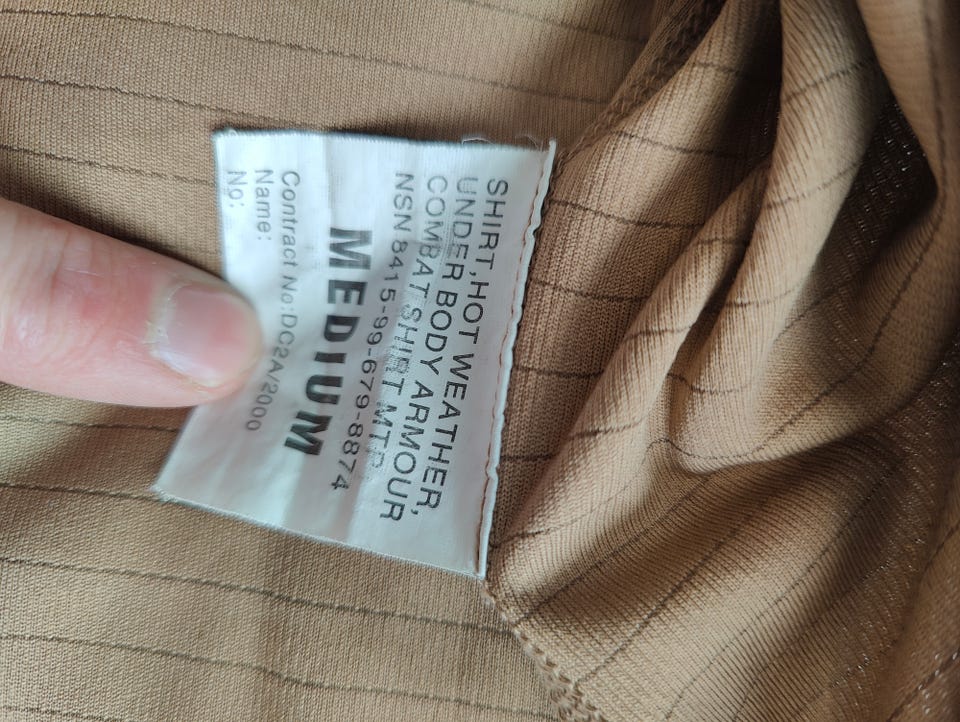 SHIRT,HOT WEATHER,
UNDER BODY ARMOUR
COMBAT SHIRT MTP
NSN 8415-99-679-8874
MEDIUM
Contract No:DC2A/2000
Name:
No: